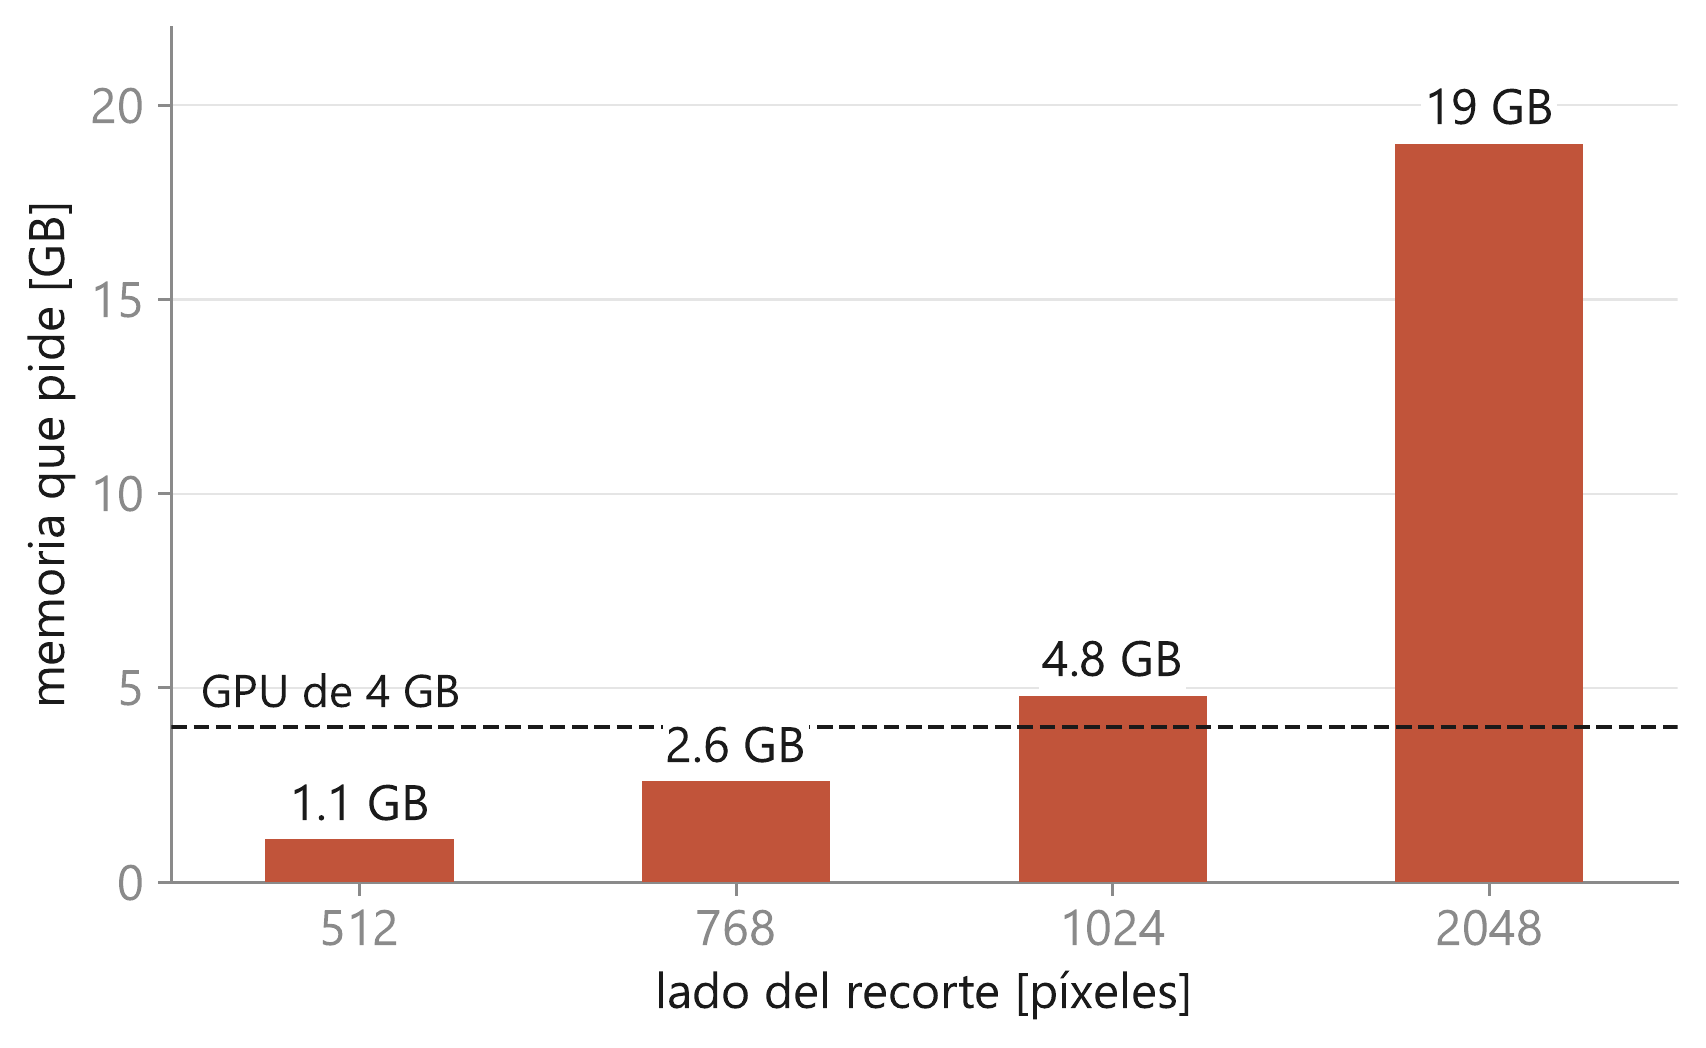 memoria que pide [GB]
20
15
10
5
0
19 GB
4.8 GB
GPU de 4 GB
2.6 GB
1.1 GB
512
768
1024
2048
lado del recorte [píxeles]